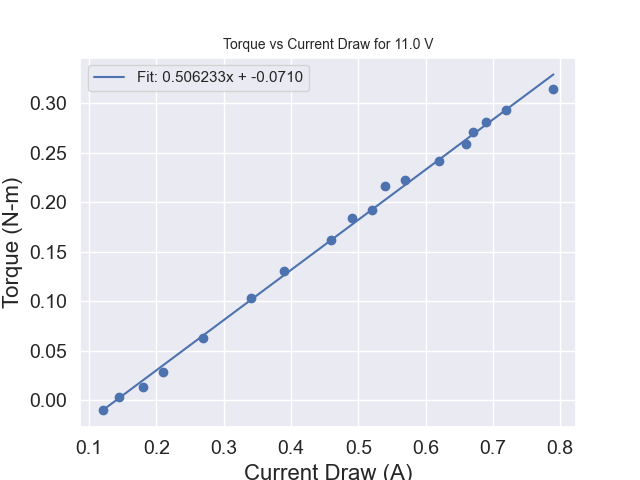 Torque vs Current Draw for 11.0 V
Fit: 0.506233x + -0.0710
0.30
0.25
0.20
0.15
0.10
0.05
0.00
Torque (N-m)
0.1 0.2 0.3 0.4 0.5 0.6 0.7 0.8
Current Draw (A)